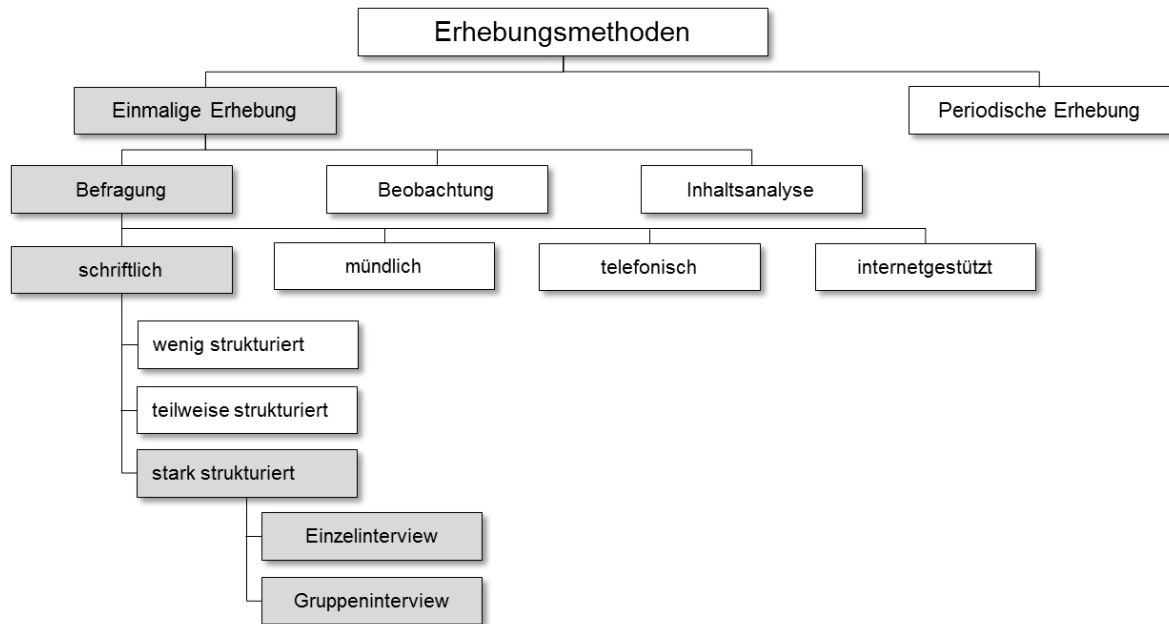 Erhebungsmethoden
Einmalige Erhebung
Periodische Erhebung
Befragung
Beobachtung
Inhaltsanalyse
schriftlich
mündlich
telefonisch
internetgestützt
wenig strukturiert
teilweise strukturiert
stark strukturiert
Einzelinterview
Gruppeninterview